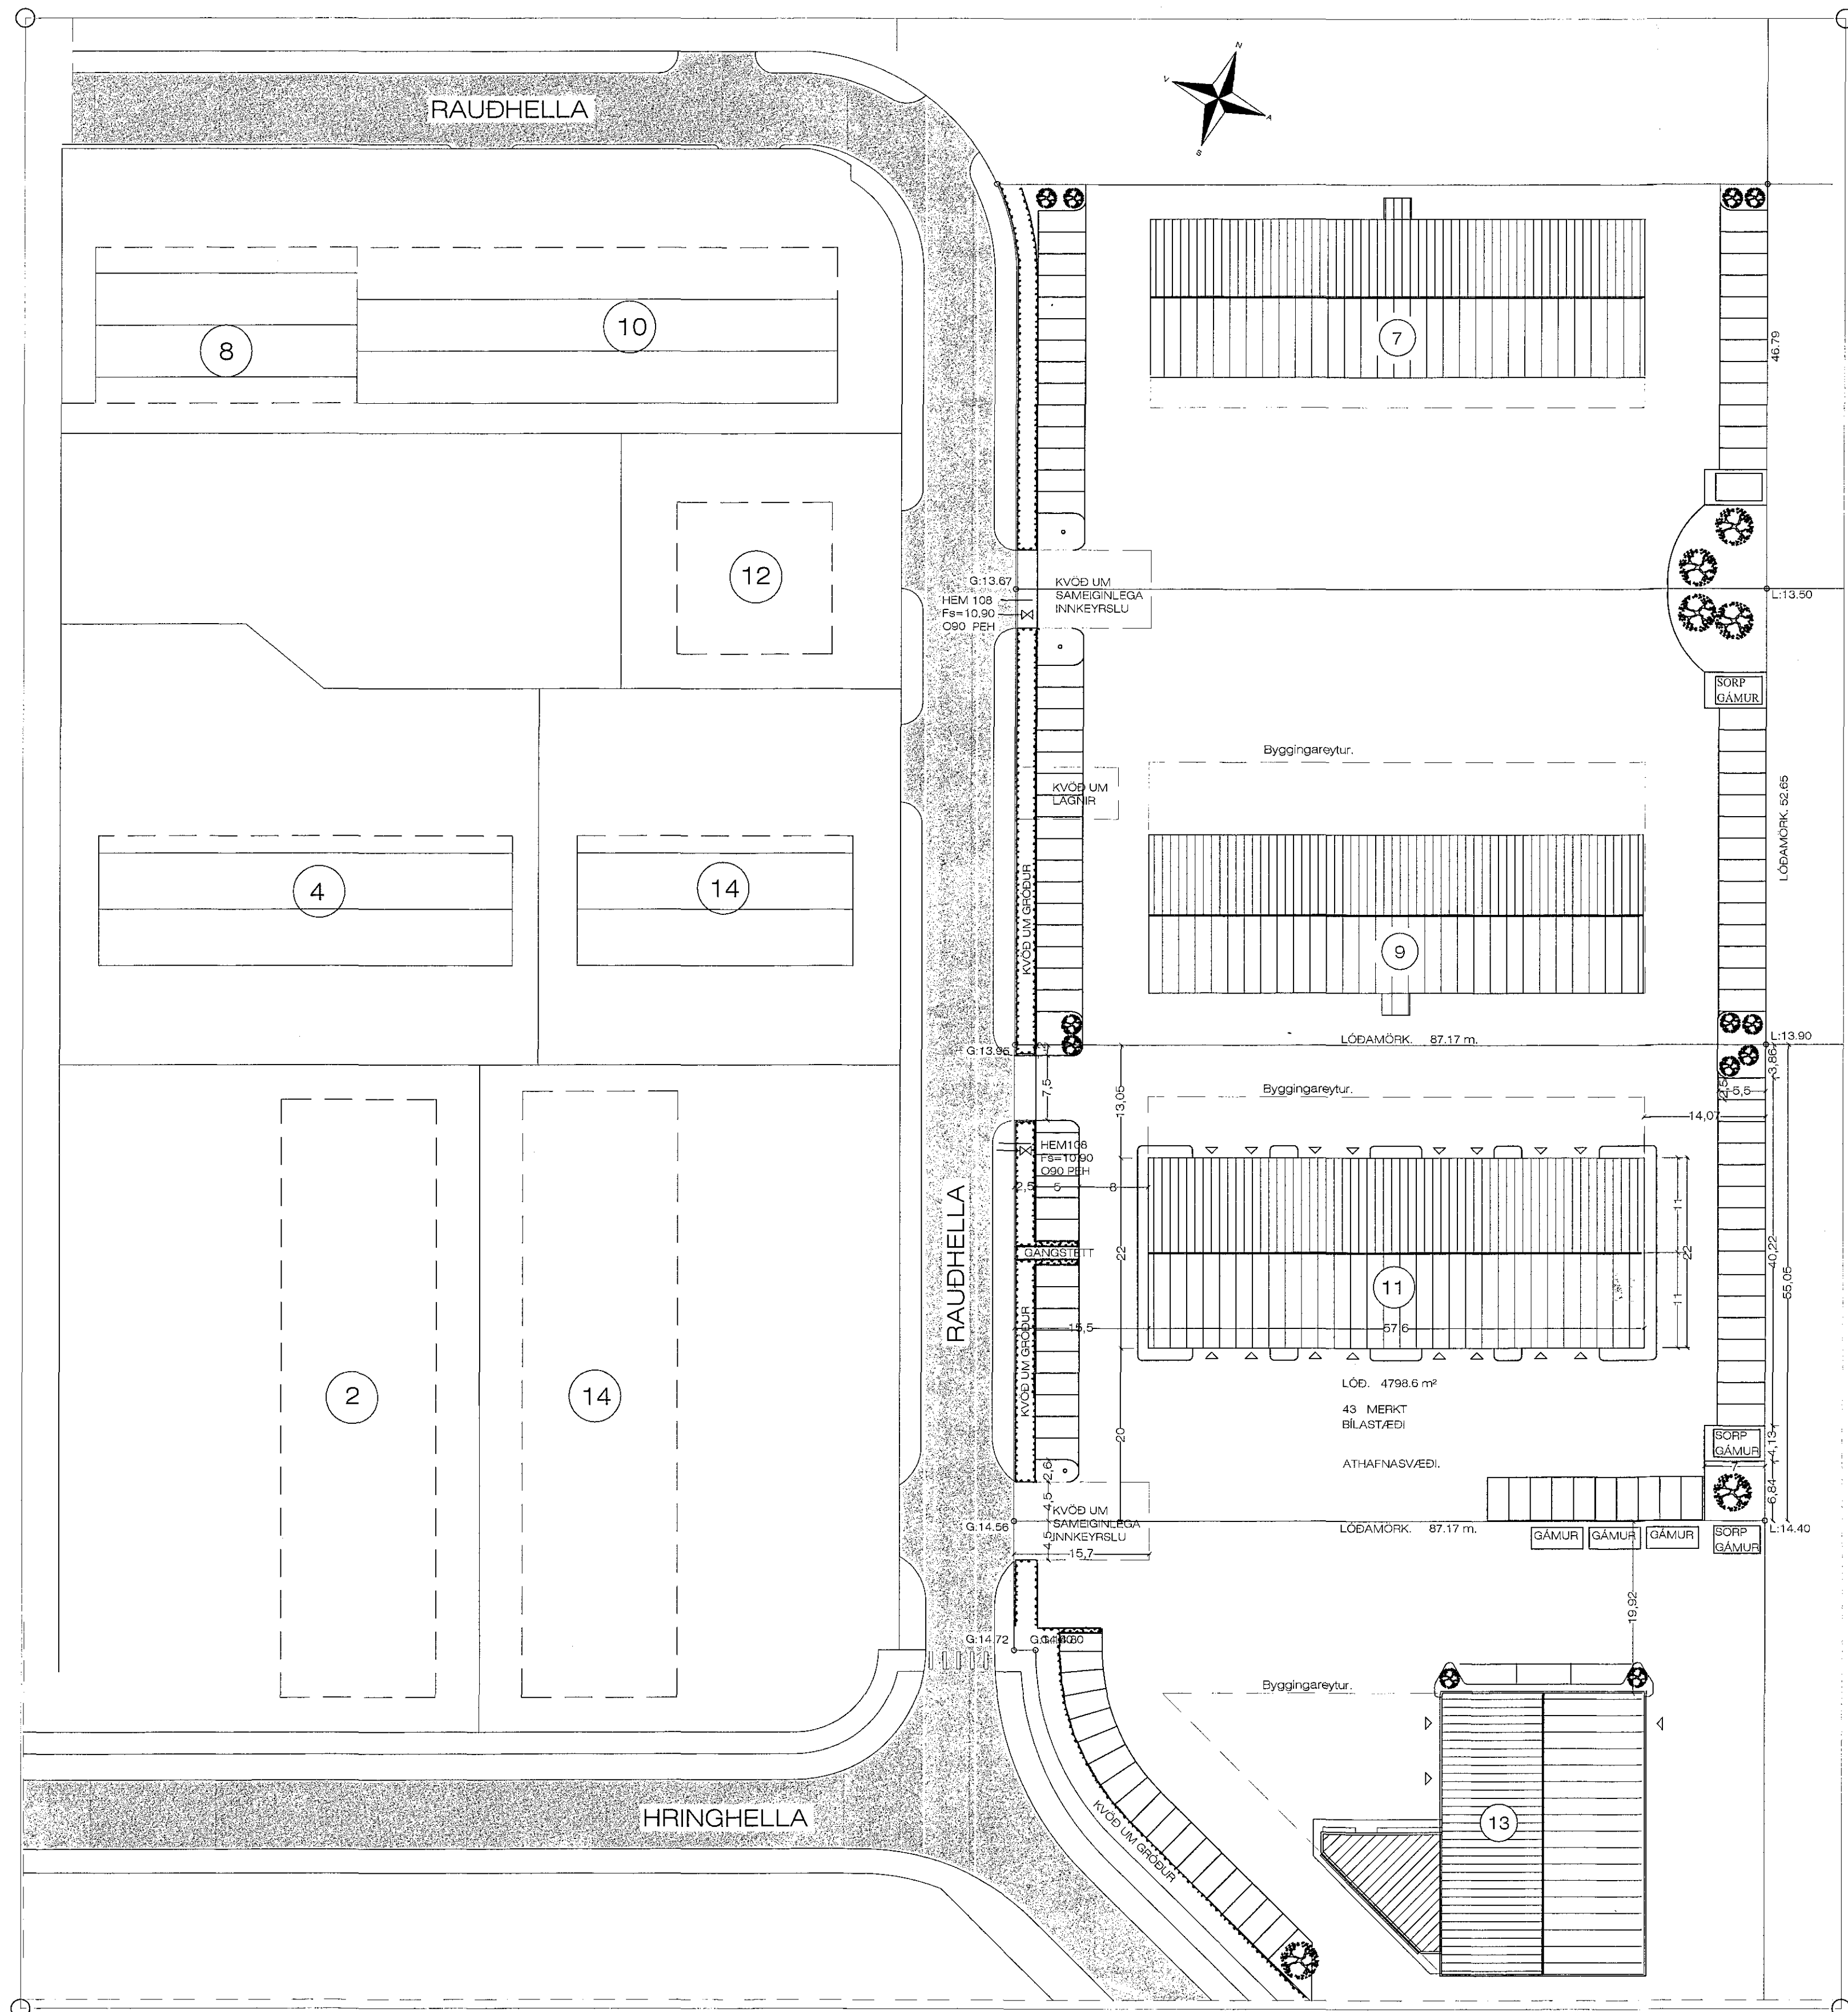 RAUÐHELLA
N
V
A
S
8
10
7
46.79
12
G:13.67
KVÖÐ UM
SAMEIGINLEGA
INNKEYRSLU
HEM 108
Fs=10,90
O90 PEH
L:13.50
SORP
GÁMUR
Byggingareytur.
KVÖÐ UM
LAGNIR
LÓÐAMÖRK. 52.65
4
14
KVÖÐ UM GRÓÐUR
9
LÓÐAMÖRK. 87.17 m.
G:13.95
L:13.90
3,86
7,5
13,05
Byggingareytur.
2,5
5,5
14,07
HEM108
Fs=10,90
O90 PEH
2,5
5
8
RAUÐHELLA
GANGSTÉTT
22
11
22
11
40,22
55,05
11
KVÖÐ UM GRÓÐUR
15,5
57,6
2
14
LÓÐ. 4798.6 m²
43 MERKT
BÍLASTÆÐI
20
ATHAFNASVÆÐI.
SORP
GÁMUR
4,13
7
6,84
2,6
4,5
4,5
KVÖÐ UM
SAMEIGINLEGA
INNKEYRSLU
G:14.56
15,7
LÓÐAMÖRK. 87.17 m.
GÁMUR
GÁMUR
GÁMUR
SORP
GÁMUR
L:14.40
19,92
G:14.72
Byggingareytur.
KVÖÐ UM GRÓÐUR
HRINGHELLA
13